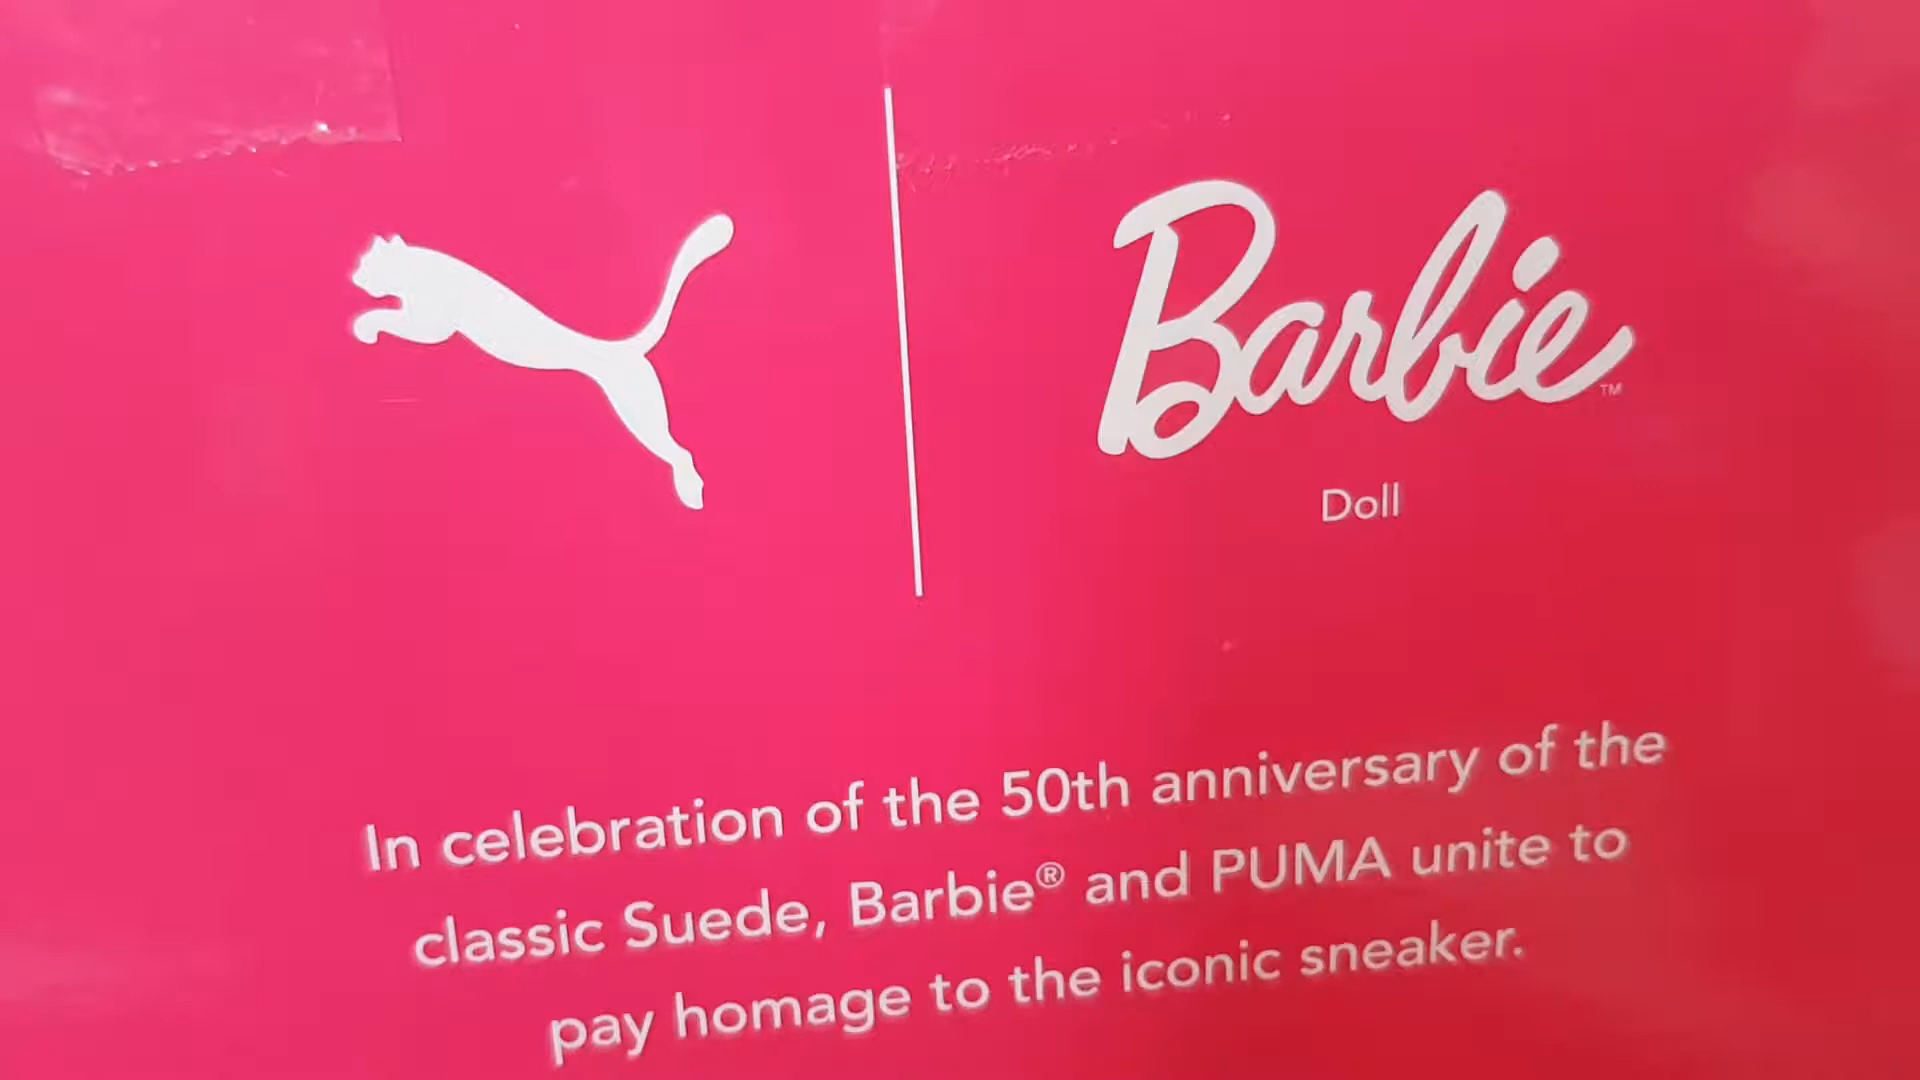 Barbie™
Doll
In celebration of the 50th anniversary of the
classic Suede, Barbie® and PUMA unite to
pay homage to the iconic sneaker.